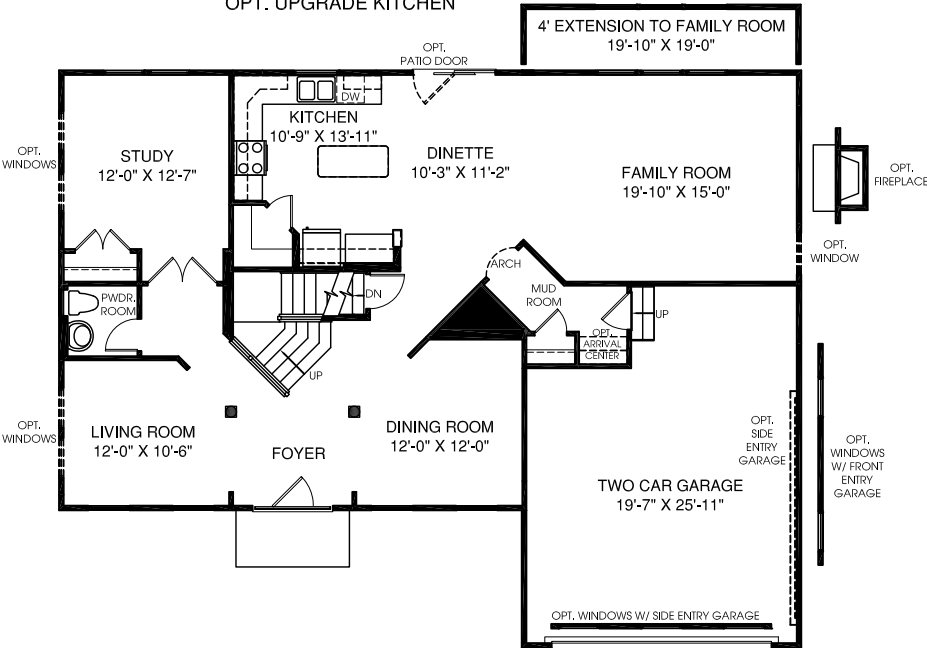 OPT. UPGRADE KITCHEN
4' EXTENSION TO FAMILY ROOM
19'-10" X 19'-0"
OPT.
PATIO DOOR
DW
KITCHEN
10'-9" X 13'-11"
OPT.
WINDOWS
STUDY
12'-0" X 12'-7"
DINETTE
10'-3" X 11'-2"
FAMILY ROOM
19'-10" X 15'-0"
OPT.
FIREPLACE
OPT.
WINDOW
ARCH
DN
MUD
ROOM
PWDR.
ROOM
UP
OPT.
ARRIVAL
CENTER
UP
OPT.
WINDOWS
LIVING ROOM
12'-0" X 10'-6"
FOYER
DINING ROOM
12'-0" X 12'-0"
OPT.
SIDE
ENTRY
GARAGE
OPT.
WINDOWS
W/ FRONT
ENTRY
GARAGE
TWO CAR GARAGE
19'-7" X 25'-11"
OPT. WINDOWS W/ SIDE ENTRY GARAGE